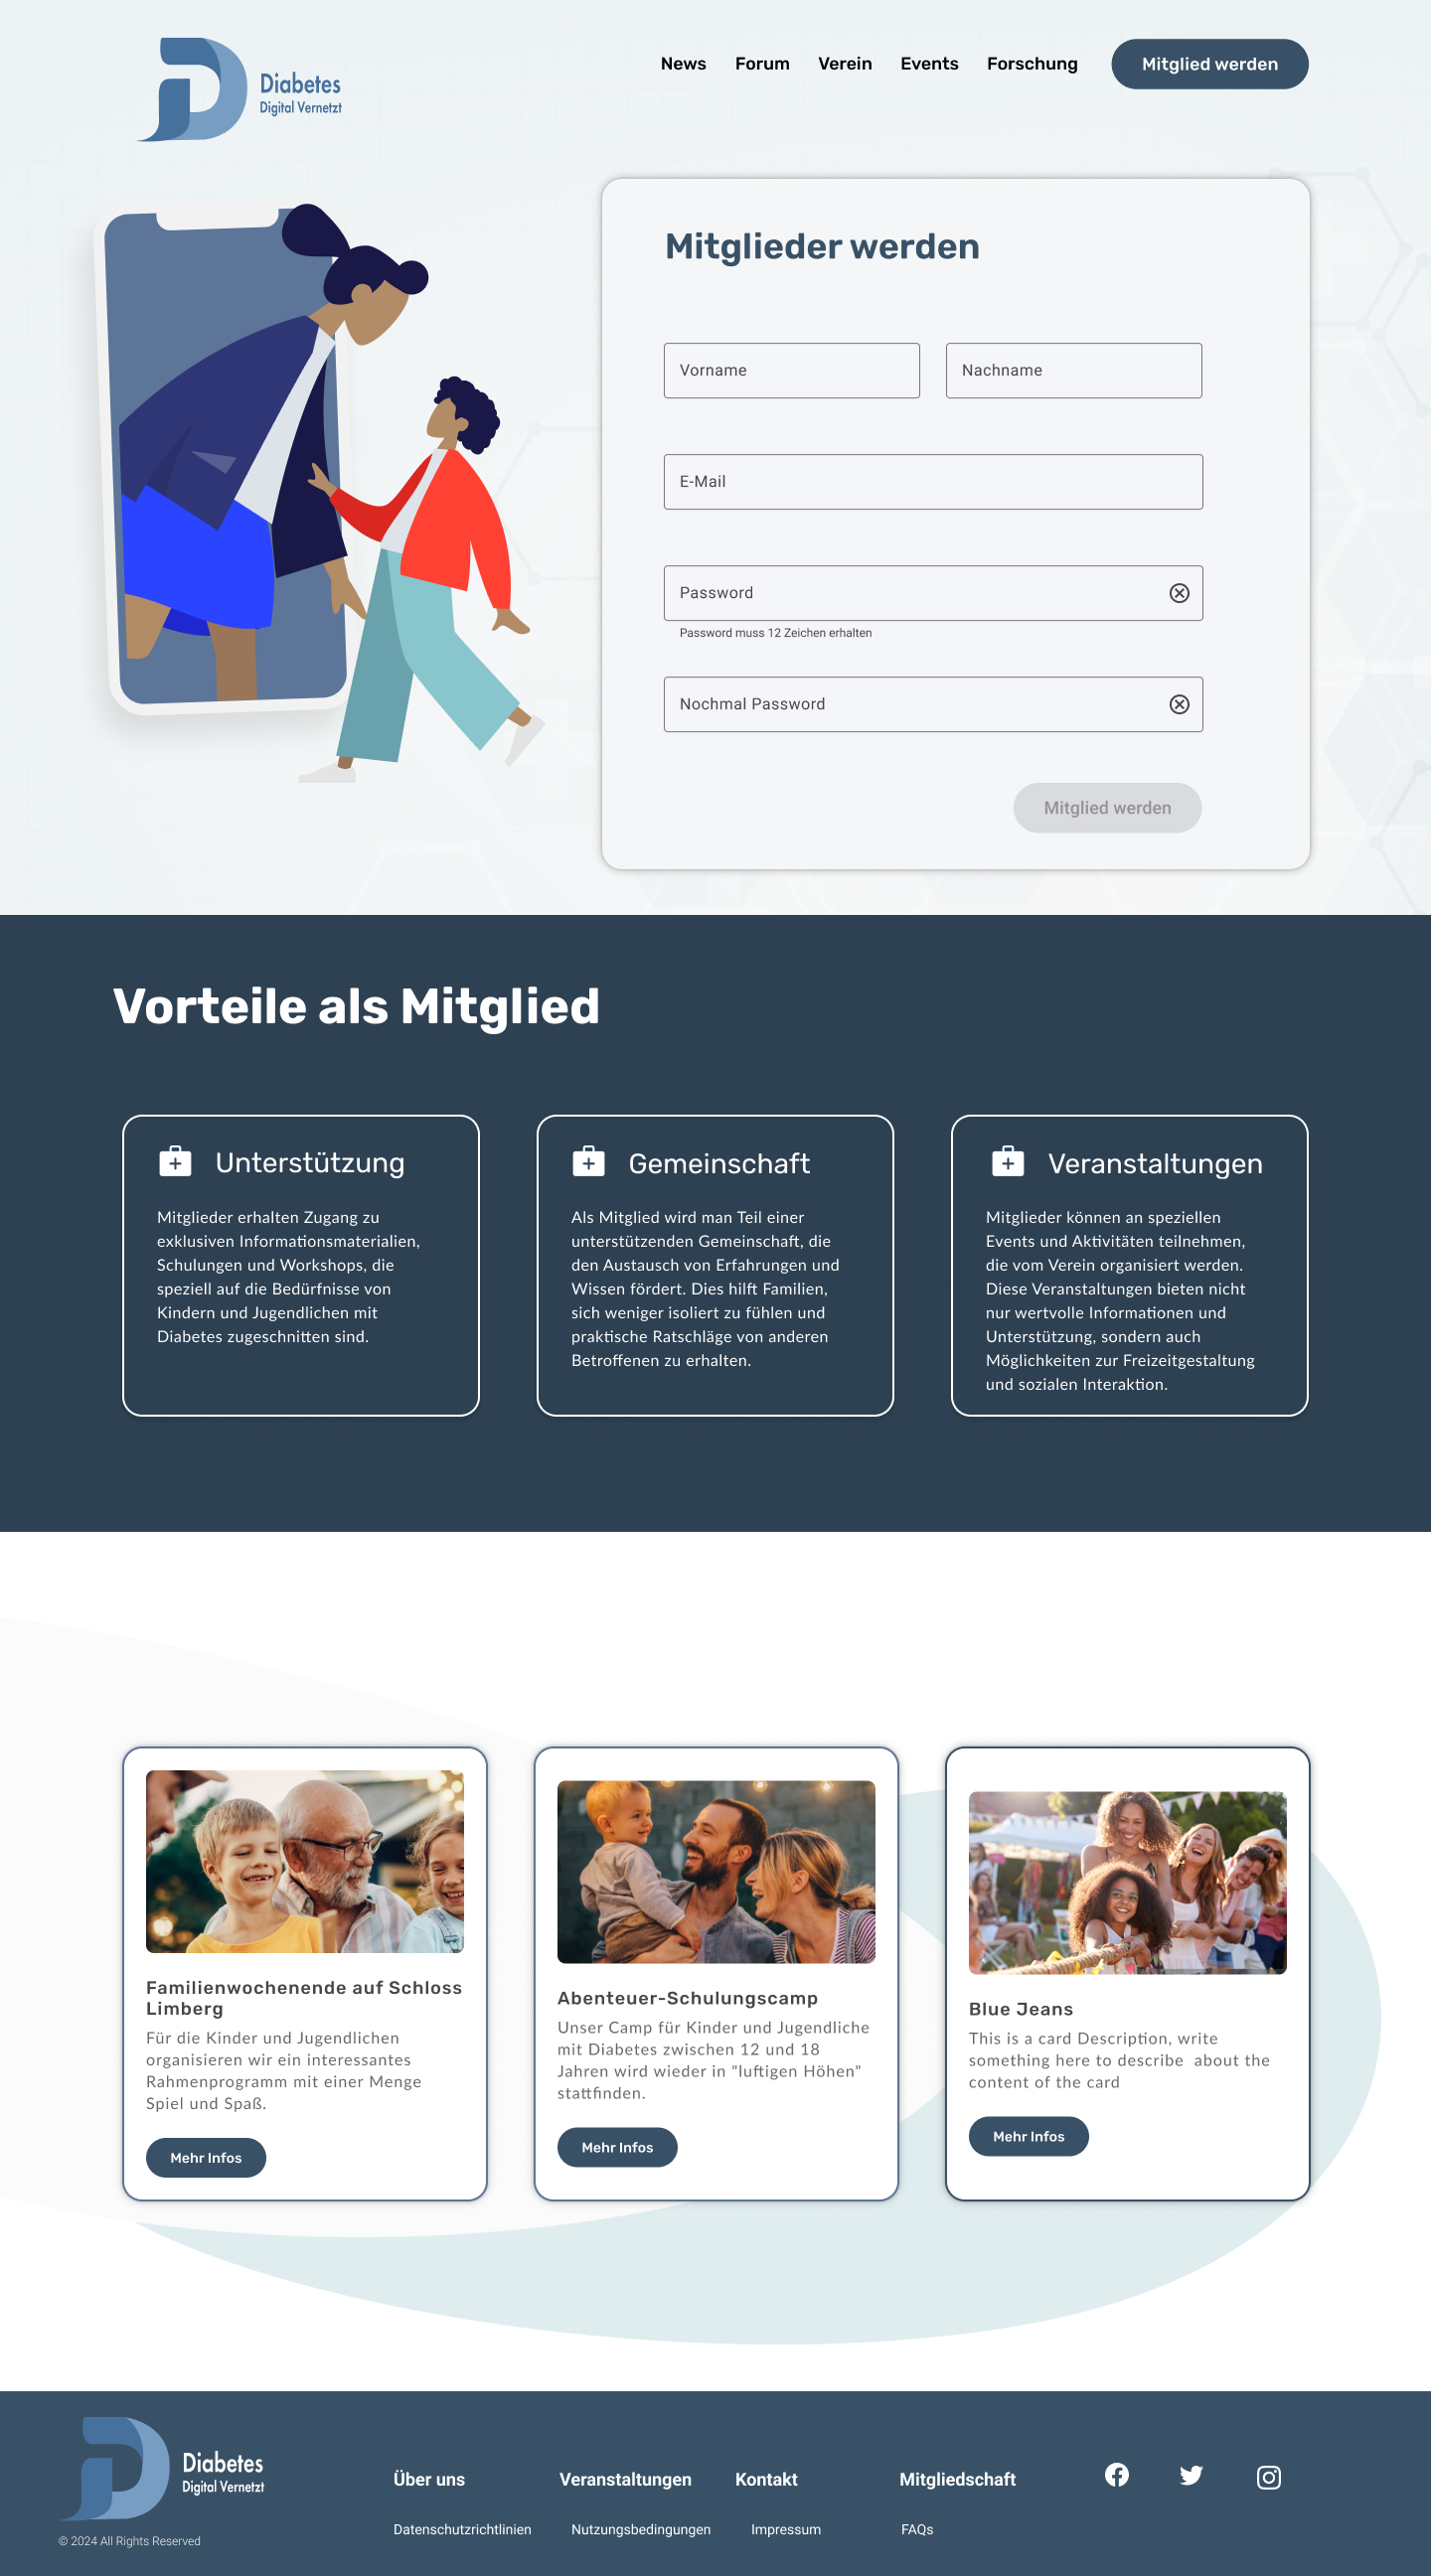 Diabetes
Digital Vernetzt
News Forum Verein Events Forschung Mitglied werden
Mitglieder werden
Vorname Nachname
E-Mail
Password
Password muss 12 Zeichen erhalten
Nochmal Password
Mitglied werden
Vorteile als Mitglied
Unterstützung
Mitglieder erhalten Zugang zu
exklusiven Informationsmaterialien,
Schulungen und Workshops, die
speziell auf die Bedürfnisse von
Kindern und Jugendlichen mit
Diabetes zugeschnitten sind.
Gemeinschaft
Als Mitglied wird man Teil einer
unterstützenden Gemeinschaft, die
den Austausch von Erfahrungen und
Wissen fördert. Dies hilft Familien,
sich weniger isoliert zu fühlen und
praktische Ratschläge von anderen
Betroffenen zu erhalten.
Veranstaltungen
Mitglieder können an speziellen
Events und Aktivitäten teilnehmen,
die vom Verein organisiert werden.
Diese Veranstaltungen bieten nicht
nur wertvolle Informationen und
Unterstützung, sondern auch
Möglichkeiten zur Freizeitgestaltung
und sozialen Interaktion.
Familienwochenende auf Schloss
Limberg
Für die Kinder und Jugendlichen
organisieren wir ein interessantes
Rahmenprogramm mit einer Menge
Spiel und Spaß.
Mehr Infos
Abenteuer-Schulungscamp
Unser Camp für Kinder und Jugendliche
mit Diabetes zwischen 12 und 18
Jahren wird wieder in "luftigen Höhen"
stattfinden.
Mehr Infos
Blue Jeans
This is a card Description, write
something here to describe  about the
content of the card
Mehr Infos
Diabetes
Digital Vernetzt
© 2024 All Rights Reserved
Über uns Veranstaltungen Kontakt Mitgliedschaft
Datenschutzrichtlinien Nutzungsbedingungen Impressum FAQs